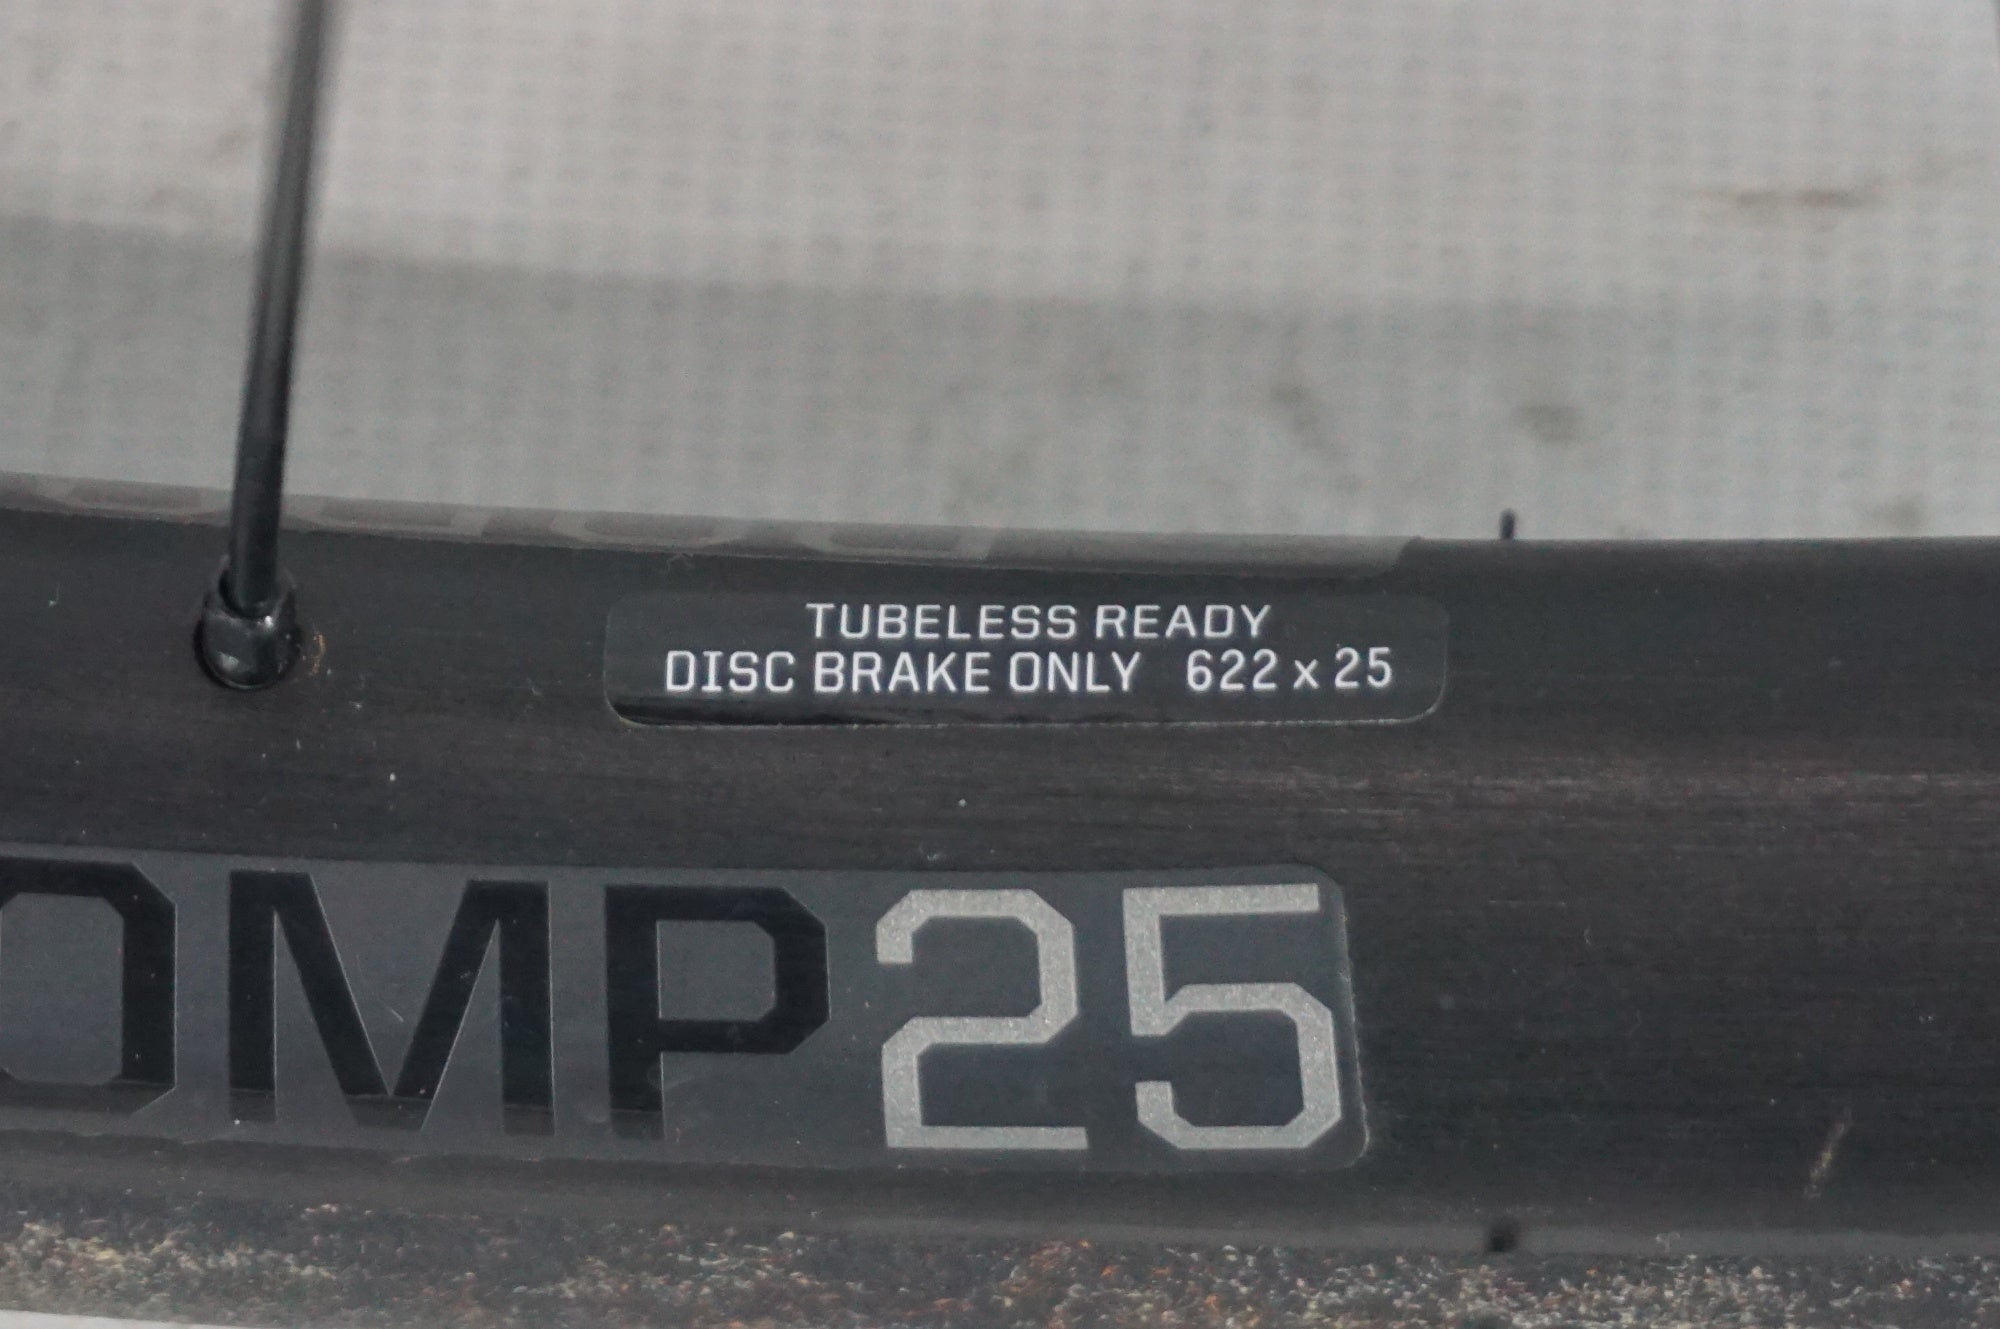 TUBELESS READY
DISC BRAKE ONLY 622 x 25
OMP25